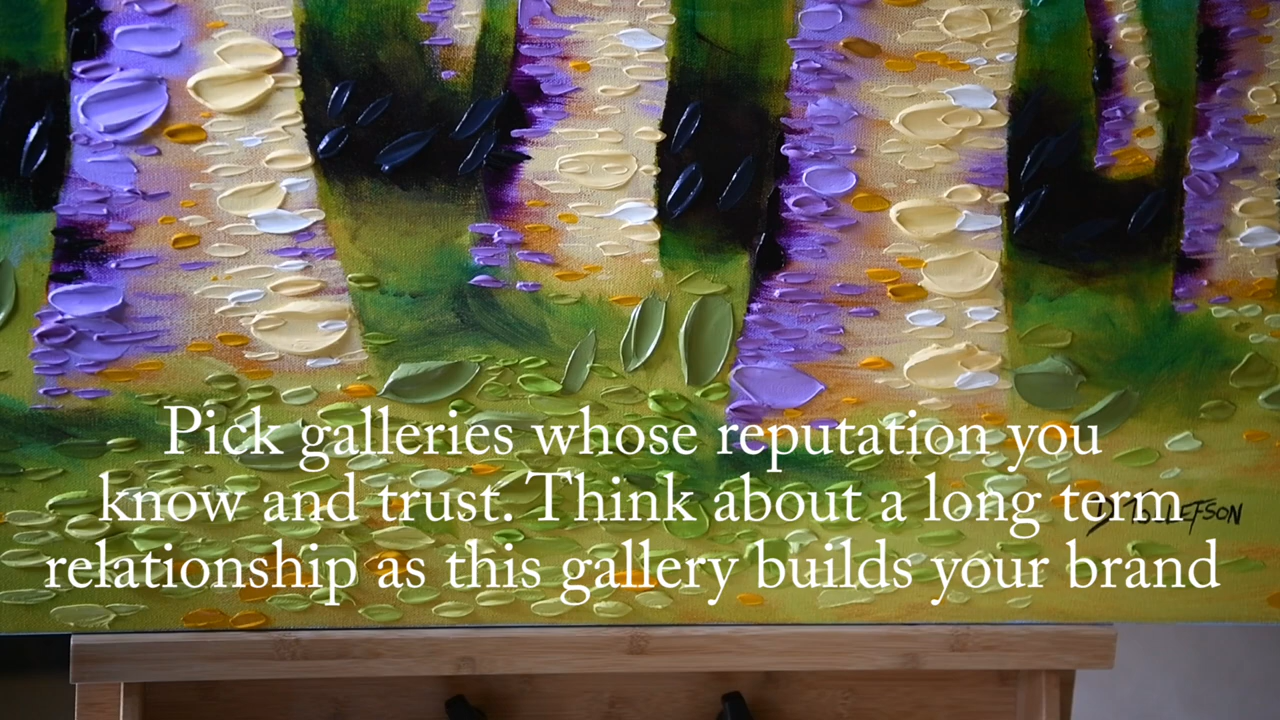 Pick galleries whose reputation you
know and trust. Think about a long term
D. TOLLEFSON
relationship as this gallery builds your brand